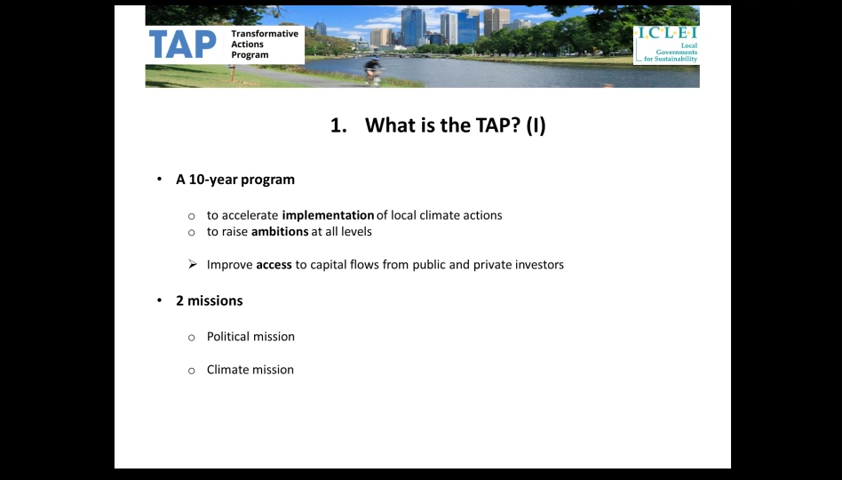 TAP
Transformative
Actions
Program
I.C.L.E.I
Local
Governments
for Sustainability
1. What is the TAP? (I)
• A 10-year program
o to accelerate implementation of local climate actions
o to raise ambitions at all levels
➢ Improve access to capital flows from public and private investors
• 2 missions
o Political mission
o Climate mission